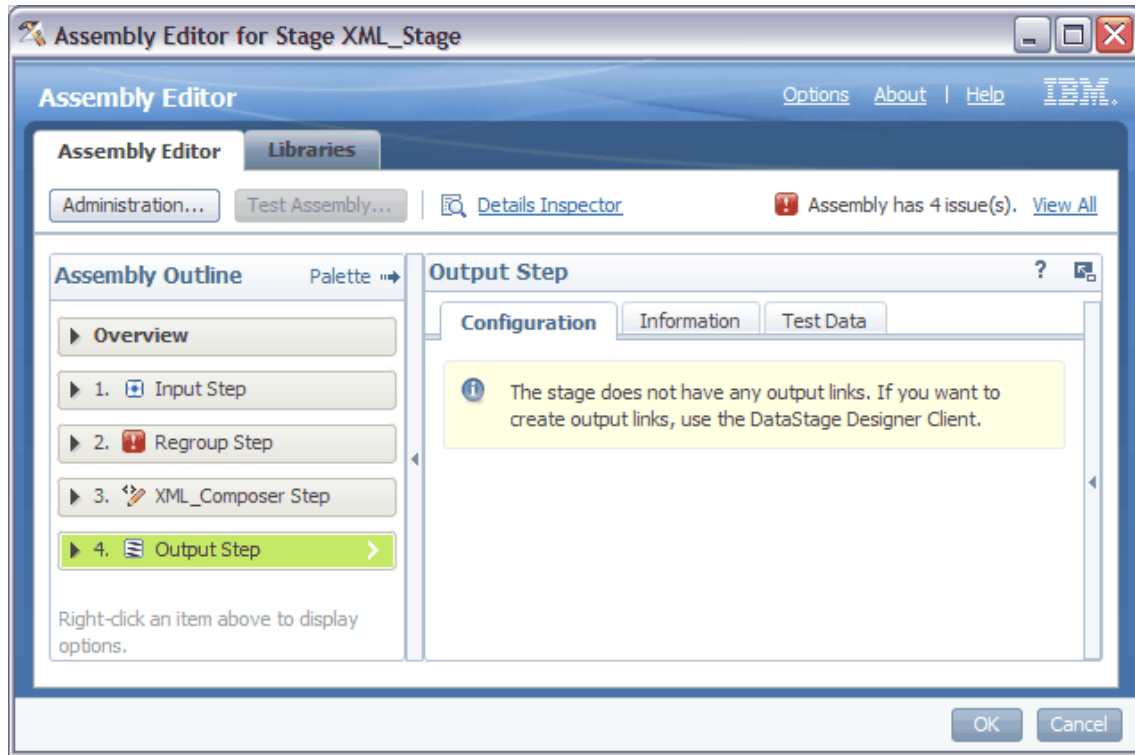 Assembly Editor for Stage XML_Stage
Assembly Editor
Options About | Help IBM.
Assembly Editor Libraries
Administration... Test Assembly... Details Inspector Assembly has 4 issue(s). View All
Assembly Outline Palette
Overview
1. Input Step
2. Regroup Step
3. XML_Composer Step
4. Output Step
Right-click an item above to display
options.
Output Step ?
Configuration Information Test Data
The stage does not have any output links. If you want to
create output links, use the DataStage Designer Client.
OK Cancel